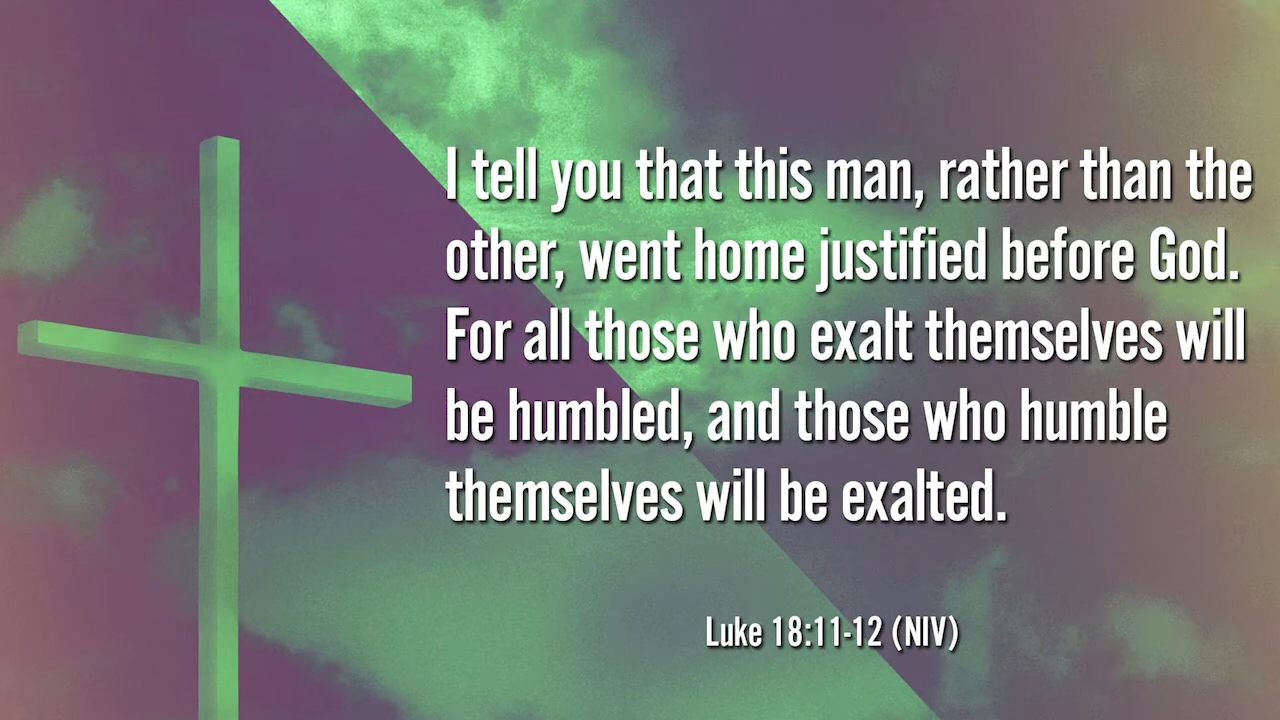 I tell you that this man, rather than the
other, went home justified before God.
For all those who exalt themselves will
be humbled, and those who humble
themselves will be exalted.
Luke 18:11-12 (NIV)